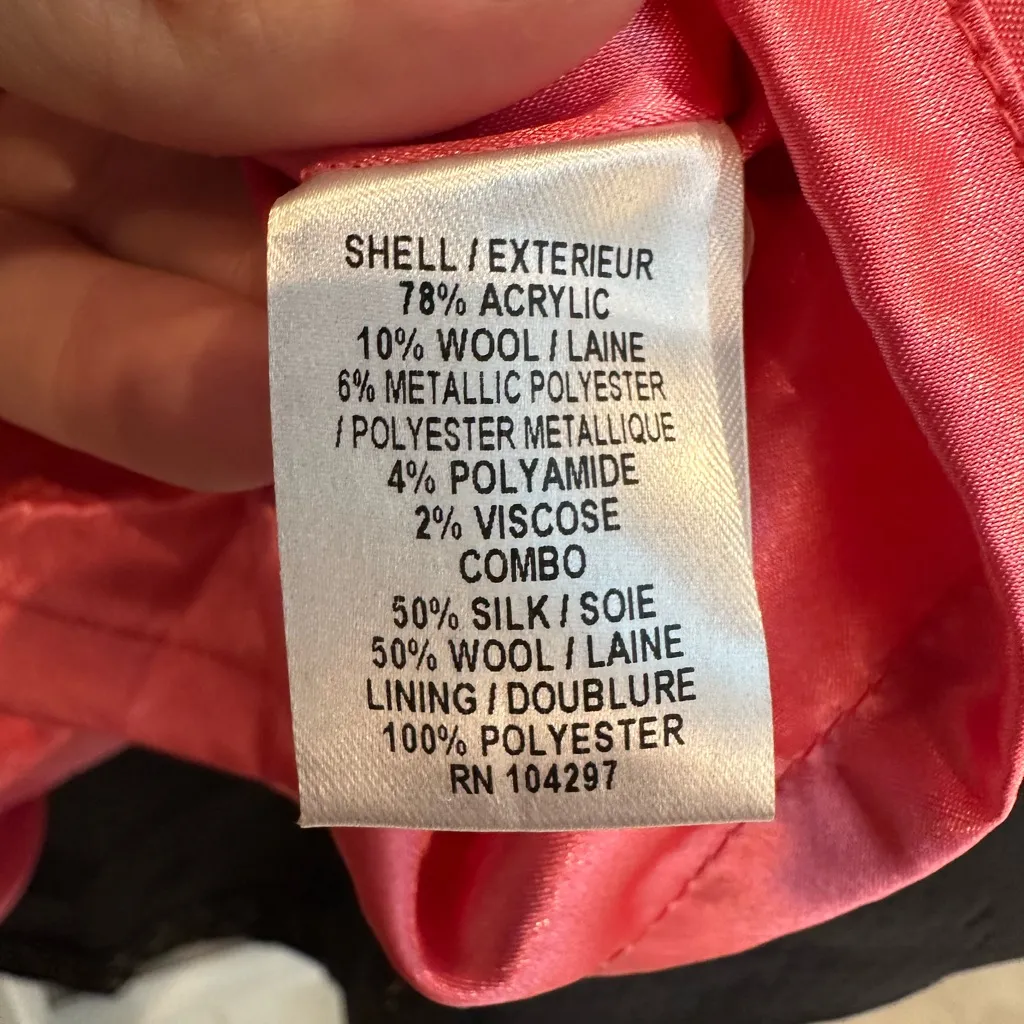 SHELL / EXTERIEUR
78% ACRYLIC
10% WOOL / LAINE
6% METALLIC POLYESTER
/ POLYESTER METALLIQUE
4% POLYAMIDE
2% VISCOSE
COMBO
50% SILK / SOIE
50% WOOL / LAINE
LINING / DOUBLURE
100% POLYESTER
RN 104297